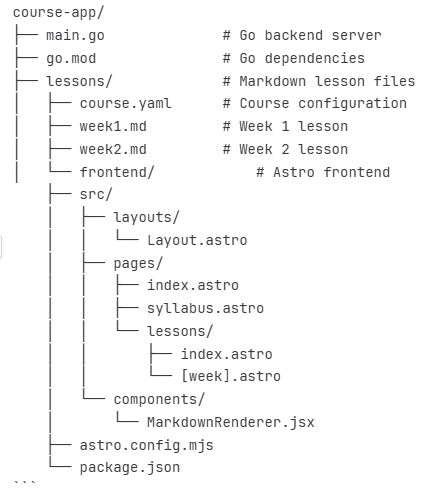 course-app/
├── main.go              # Go backend server
├── go.mod               # Go dependencies
├── lessons/             # Markdown lesson files
│   ├── course.yaml      # Course configuration
│   ├── week1.md         # Week 1 lesson
│   ├── week2.md         # Week 2 lesson
│   └── frontend/            # Astro frontend
    ├── src/
    │   ├── layouts/
    │   │   └── Layout.astro
    │   ├── pages/
    │   │   ├── index.astro
    │   │   ├── syllabus.astro
    │   │   └── lessons/
    │   │       ├── index.astro
    │   │       └── [week].astro
    │   └── components/
    │       └── MarkdownRenderer.jsx
    ├── astro.config.mjs
    └── package.json
```